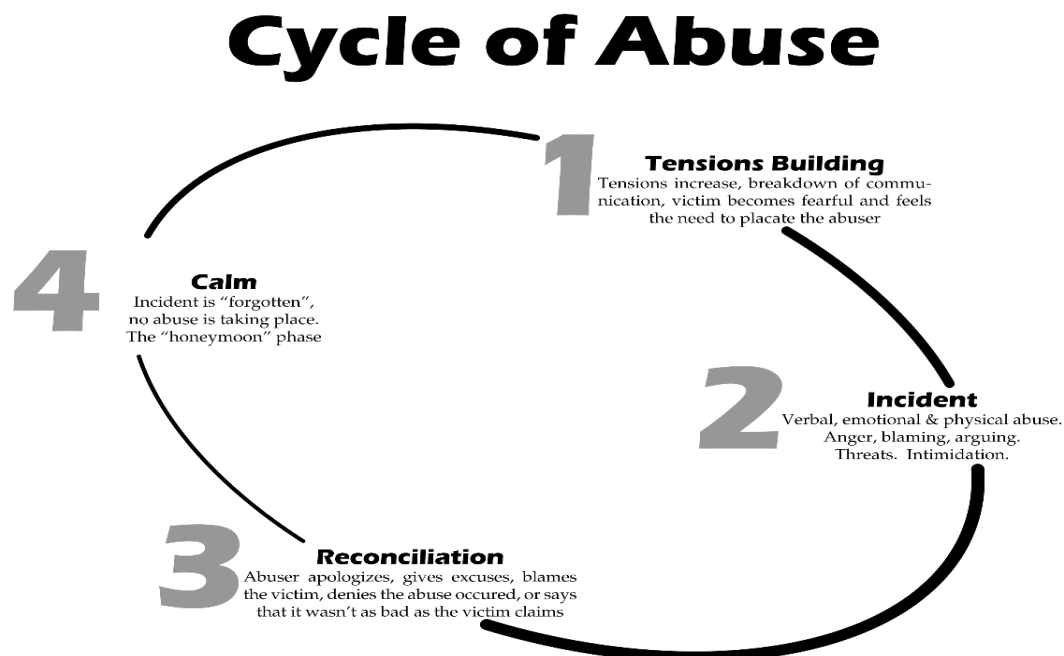 Cycle of Abuse
1
Tensions Building
Tensions increase, breakdown of commu-
nication, victim becomes fearful and feels
the need to placate the abuser
2
Incident
Verbal, emotional & physical abuse.
Anger, blaming, arguing.
Threats. Intimidation.
3
Reconciliation
Abuser apologizes, gives excuses, blames
the victim, denies the abuse occured, or says
that it wasn't as bad as the victim claims
4
Calm
Incident is “forgotten”,
no abuse is taking place.
The “honeymoon” phase